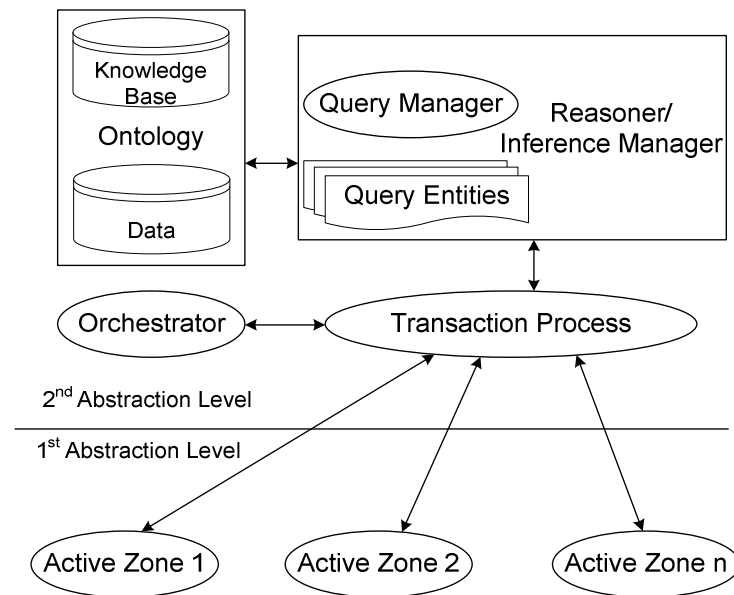 Knowledge
Base
Ontology
Data
Query Manager
Reasoner/
Inference Manager
Query Entities
Orchestrator
Transaction Process
2nd Abstraction Level
1st Abstraction Level
Active Zone 1
Active Zone 2
Active Zone n